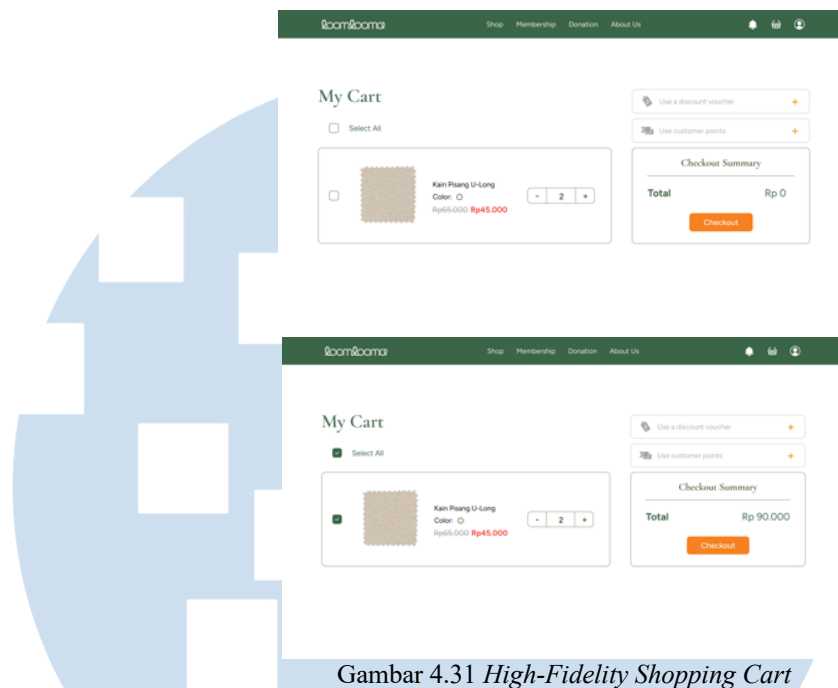 loomlooma Shop Membership Donation About Us
My Cart
Select All
Kain Pisang U-Long
Color:
Rp65.000 Rp45.000
- 2 +
Use a discount voucher +
Use customer points +
Checkout Summary
Total Rp 0
Checkout
loomlooma Shop Membership Donation About Us
My Cart
Select All
Kain Pisang U-Long
Color:
Rp65.000 Rp45.000
- 2 +
Use a discount voucher +
Use customer points +
Checkout Summary
Total Rp 90.000
Checkout
Gambar 4.31 High-Fidelity Shopping Cart